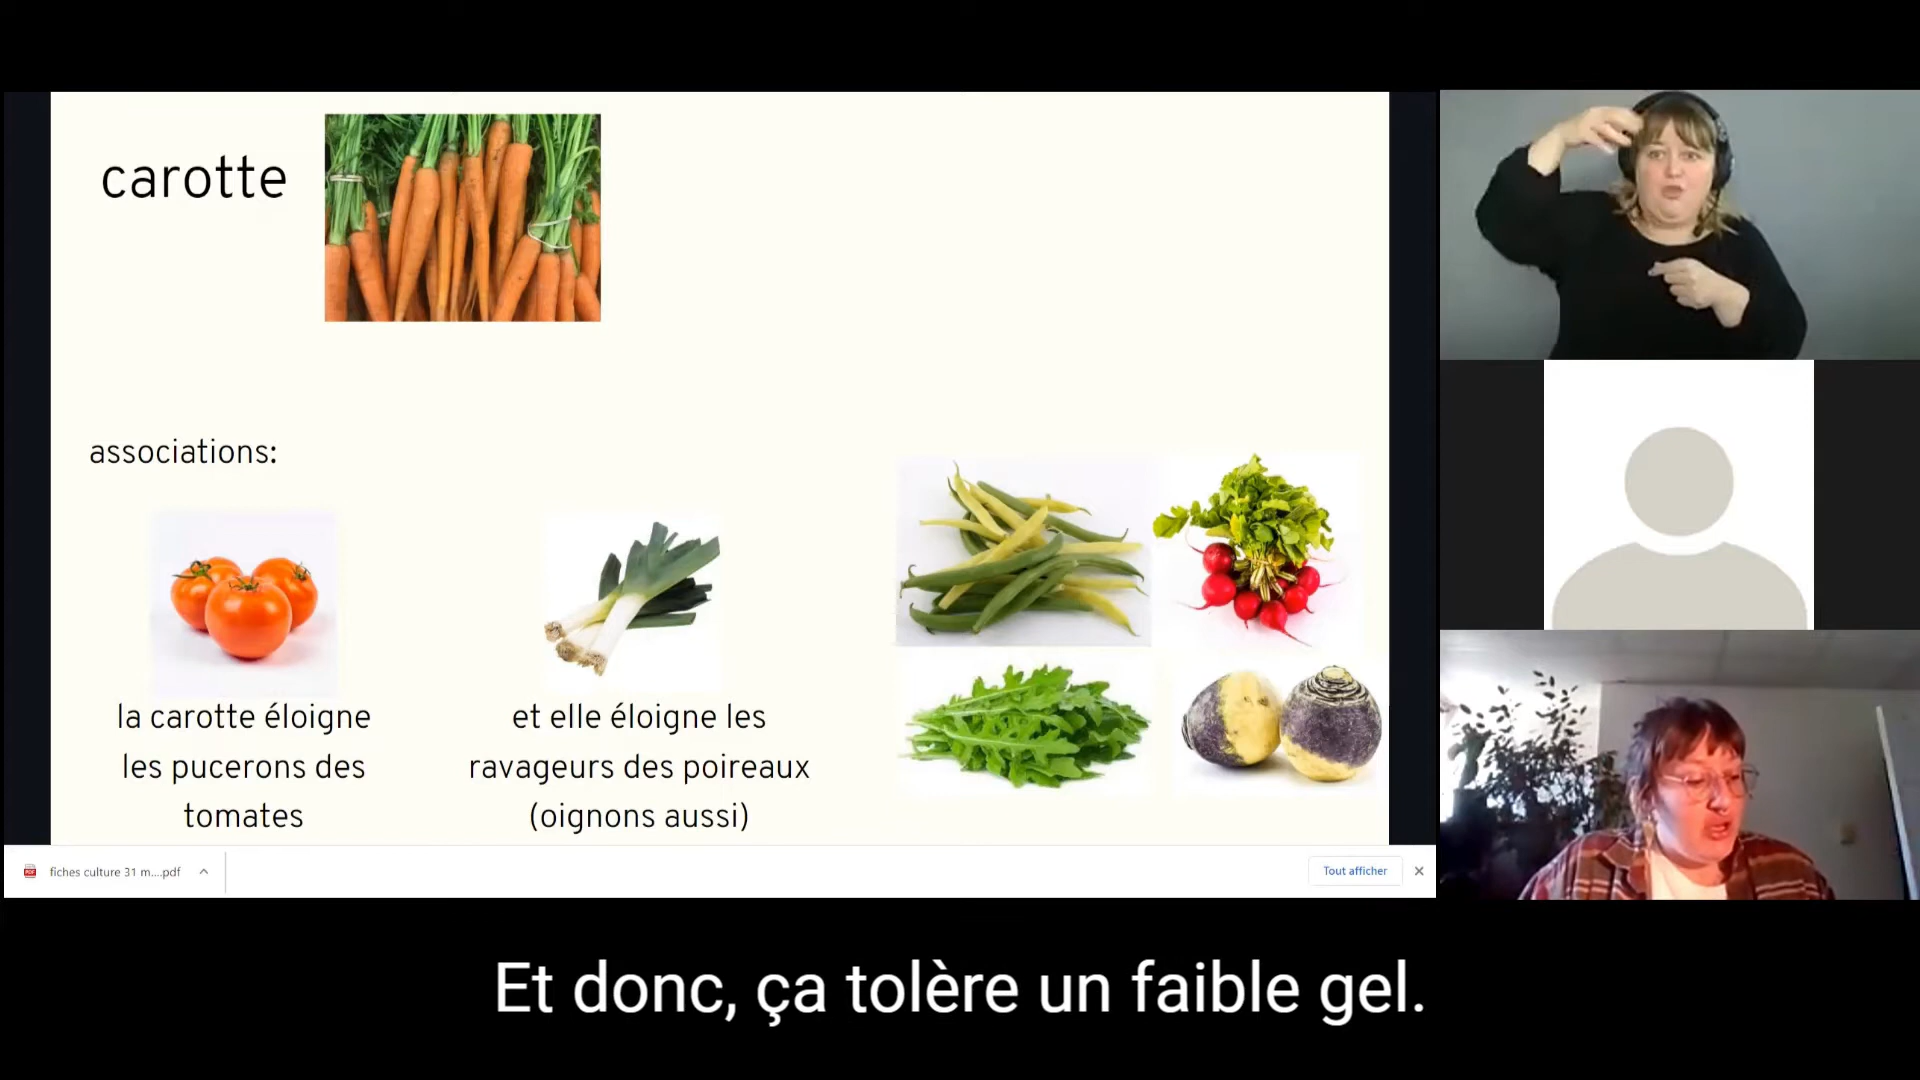 carotte
associations:
la carotte éloigne
les pucerons des
tomates
et elle éloigne les
ravageurs des poireaux
(oignons aussi)
fiches culture 31 m....pdf
Tout afficher
Et donc, ça tolère un faible gel.